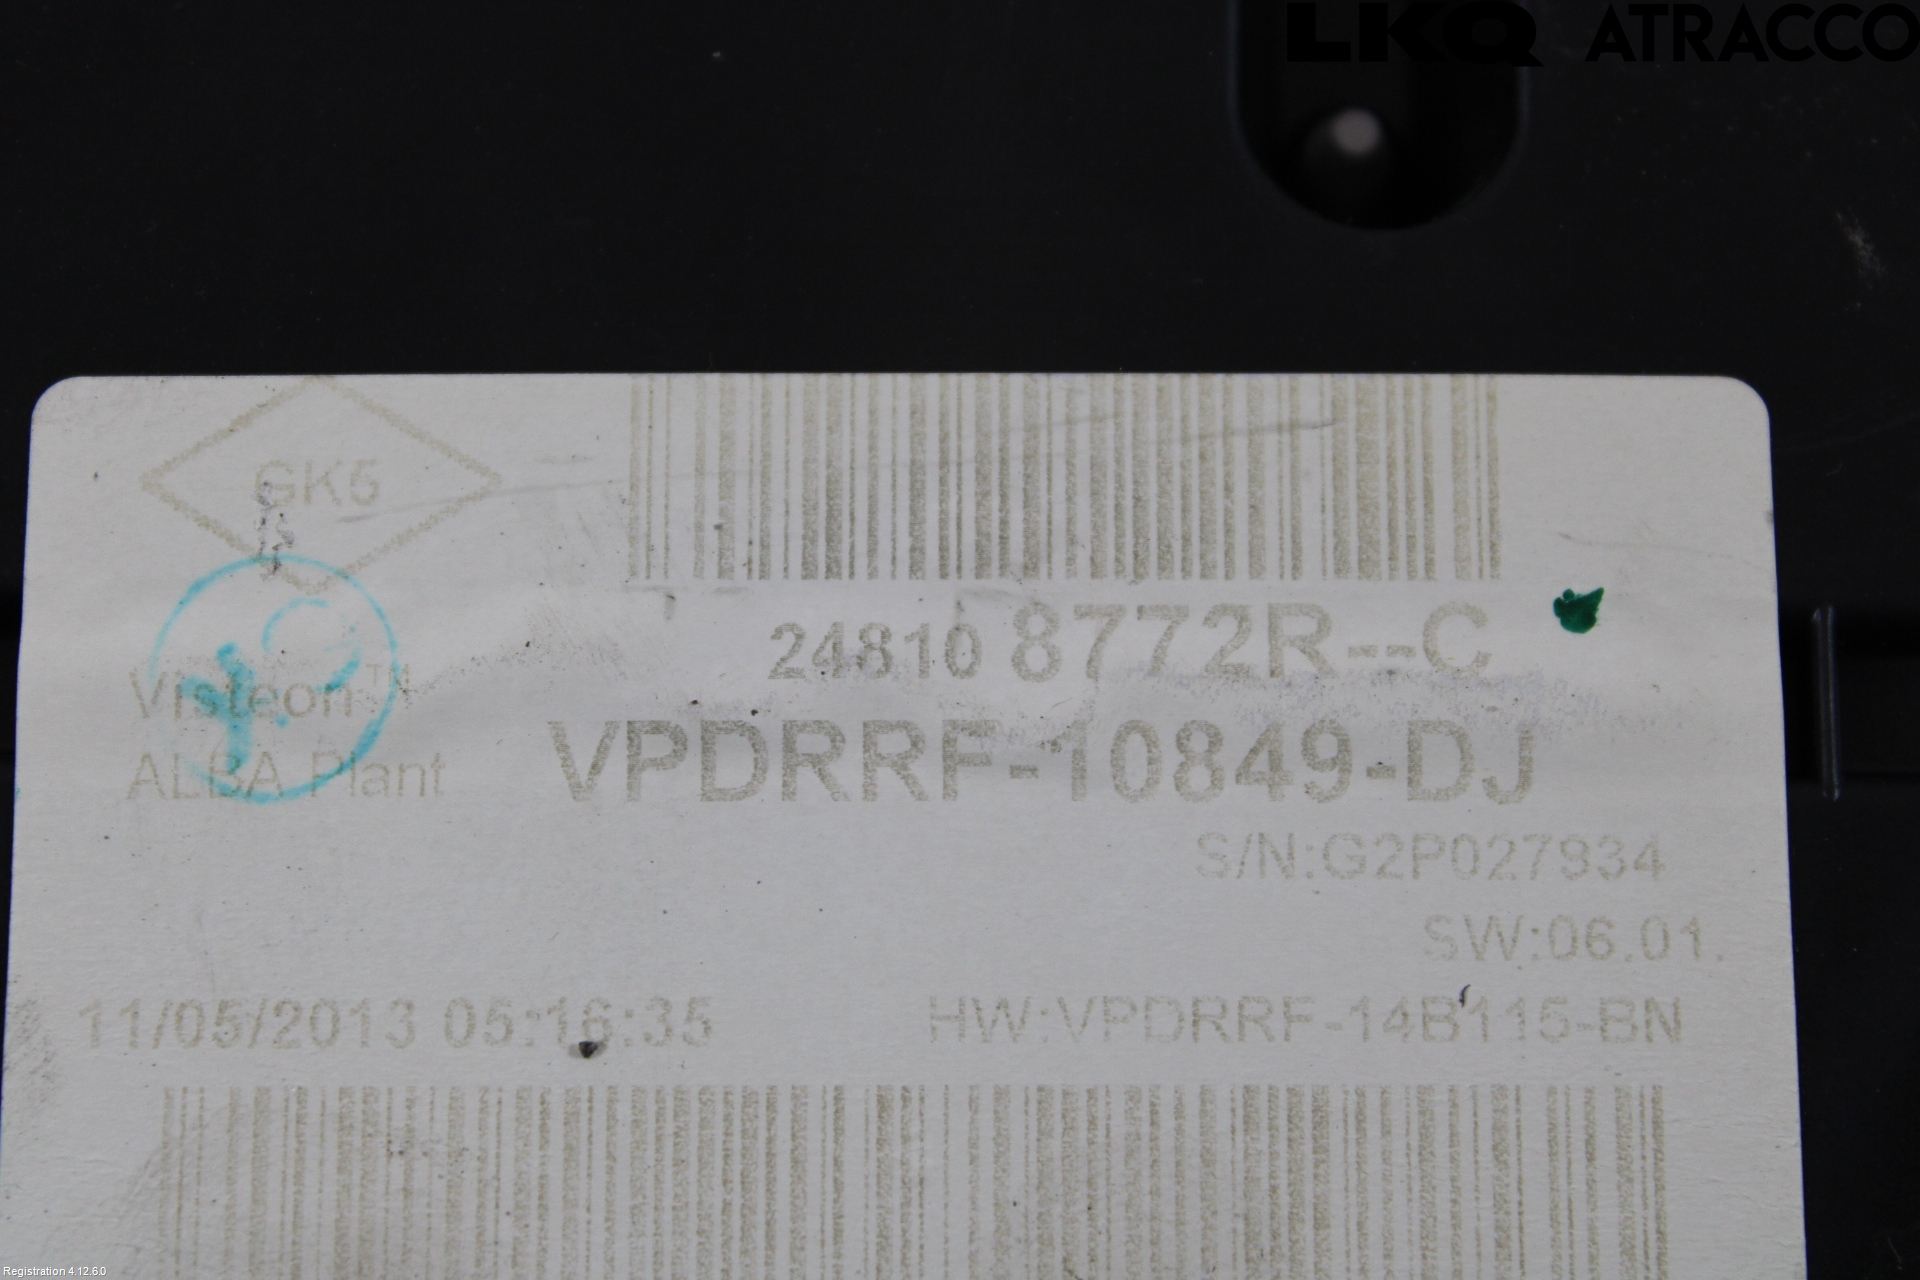 LKQ ATRACCO
GK5
24810 8772R--C
Visteon™
VPDRRF-10849-DJ
ALBA Plant
S/N:G2P027934
SW:06.01.
11/05/2013 05:16:35
HW:VPDRRF-14B115-BN
Registration 4.12.6.0